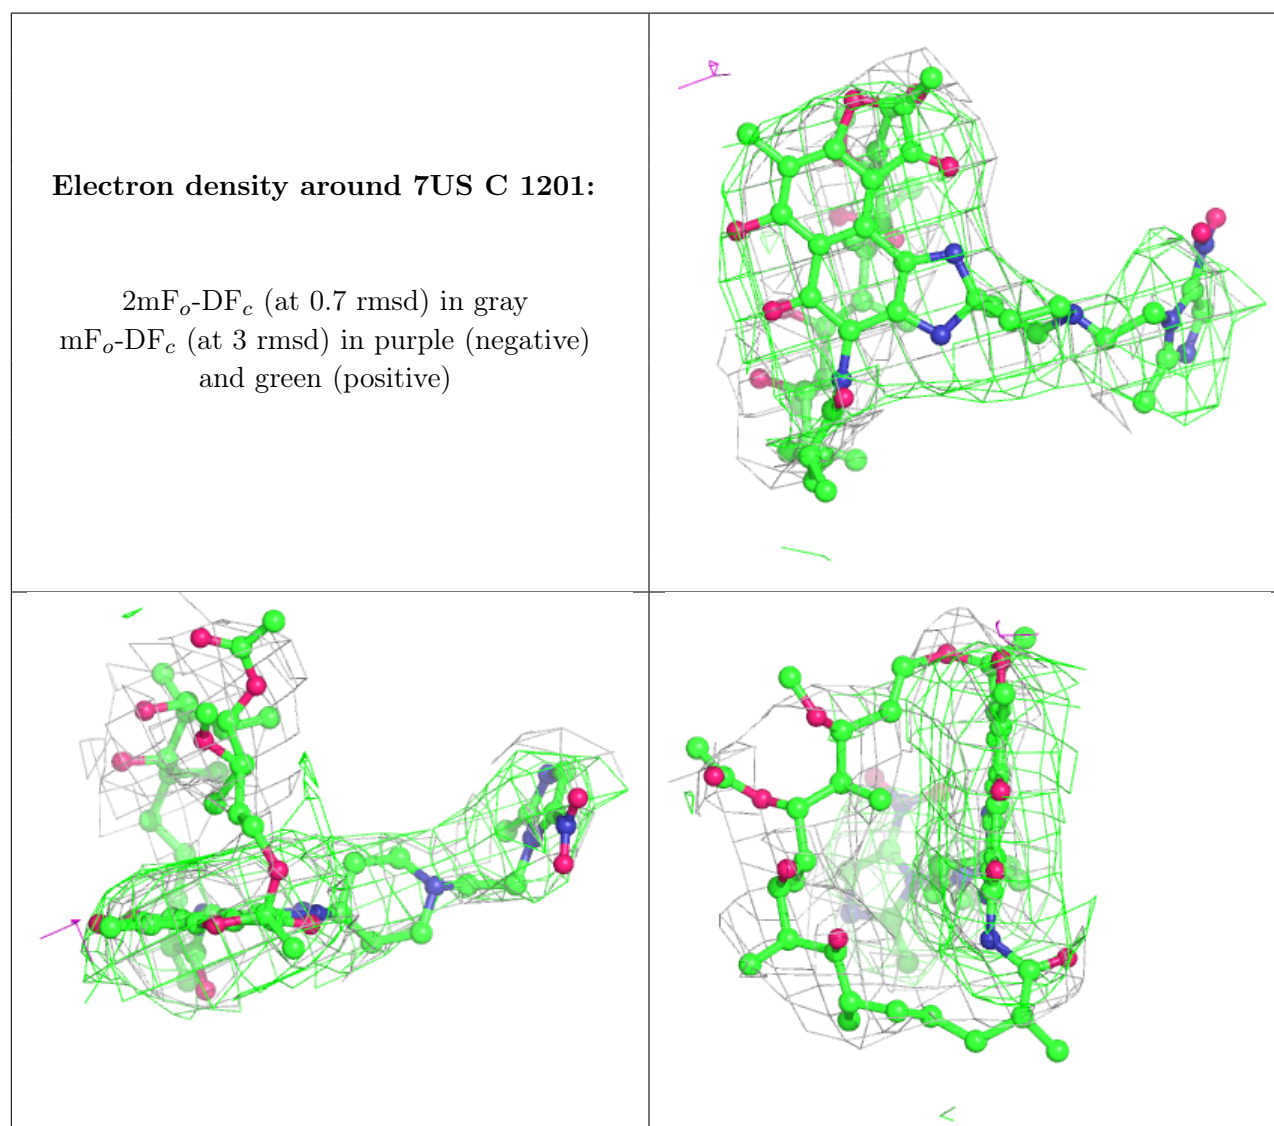 Electron density around 7US C 1201:
2mFₒ-DF𝒸 (at 0.7 rmsd) in gray
mFₒ-DF𝒸 (at 3 rmsd) in purple (negative)
and green (positive)